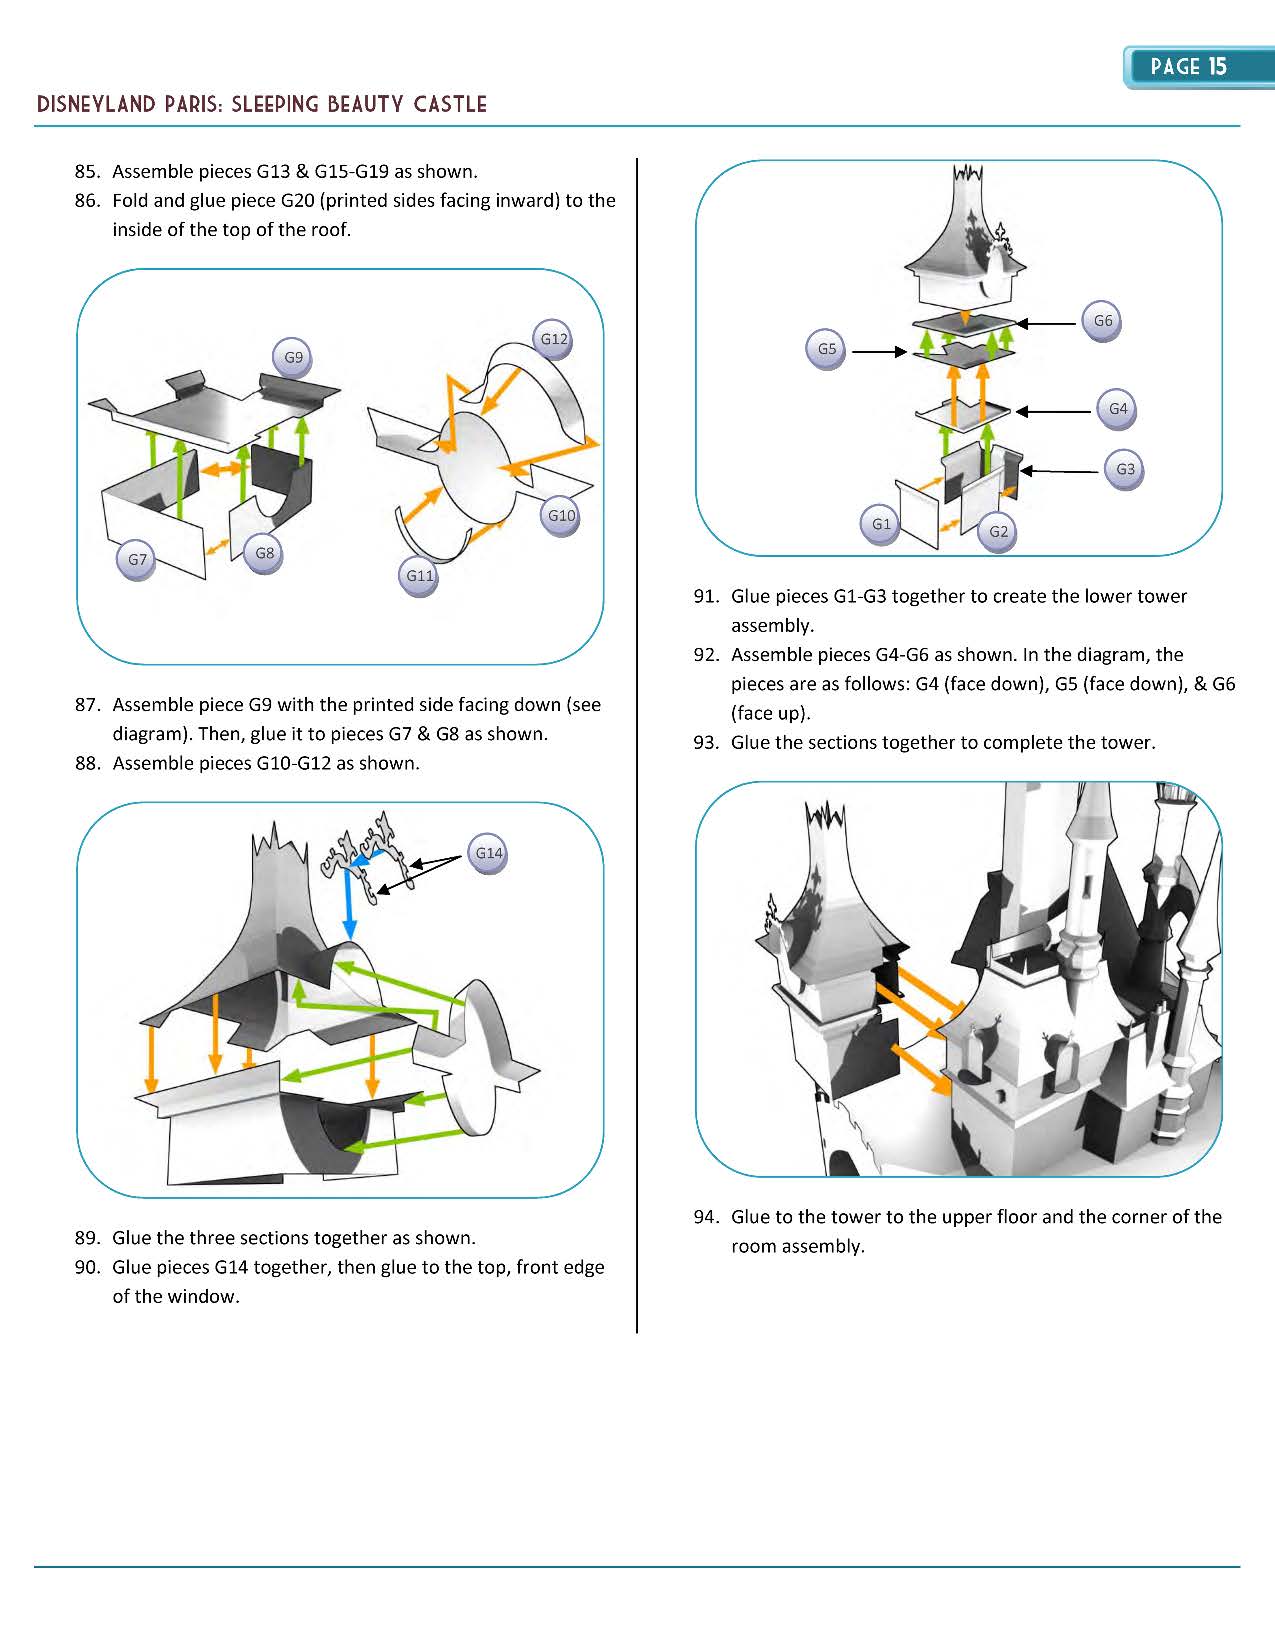 PAGE 15
DISNEYLAND PARIS: SLEEPING BEAUTY CASTLE
85. Assemble pieces G13 & G15-G19 as shown.
86. Fold and glue piece G20 (printed sides facing inward) to the
inside of the top of the roof.
G9
G12
G7
G8
G10
G11
87. Assemble piece G9 with the printed side facing down (see
diagram). Then, glue it to pieces G7 & G8 as shown.
88. Assemble pieces G10-G12 as shown.
G14
89. Glue the three sections together as shown.
90. Glue pieces G14 together, then glue to the top, front edge
of the window.
G6
G5
G4
G3
G1
G2
91. Glue pieces G1-G3 together to create the lower tower
assembly.
92. Assemble pieces G4-G6 as shown. In the diagram, the
pieces are as follows: G4 (face down), G5 (face down), & G6
(face up).
93. Glue the sections together to complete the tower.
94. Glue to the tower to the upper floor and the corner of the
room assembly.